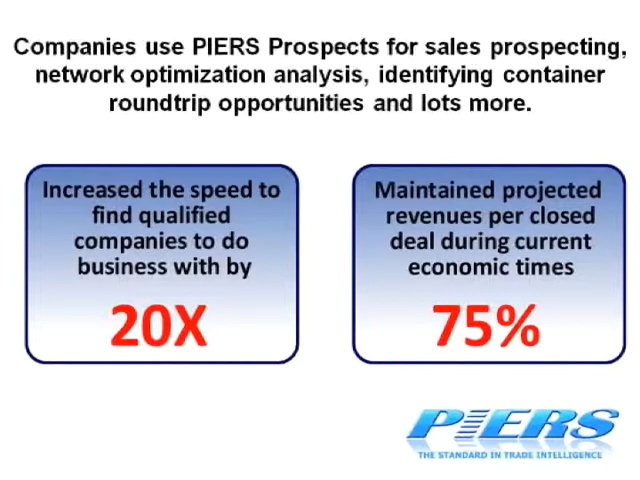 Companies use PIERS Prospects for sales prospecting,
network optimization analysis, identifying container
roundtrip opportunities and lots more.
Increased the speed to
find qualified
companies to do
business with by
20X
Maintained projected
revenues per closed
deal during current
economic times
75%
PIERS
THE STANDARD IN TRADE INTELLIGENCE